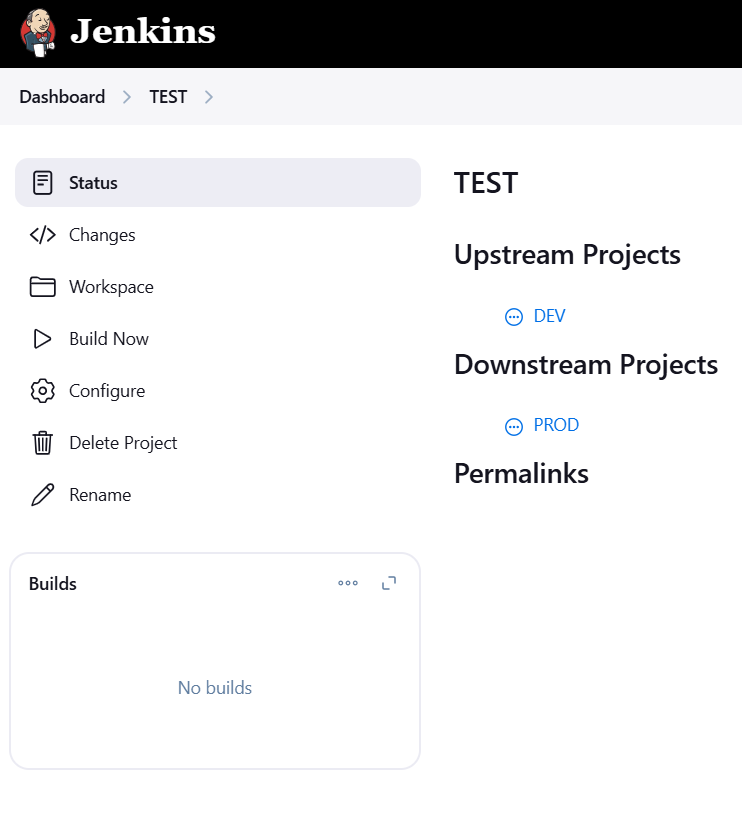 Jenkins
Dashboard
TEST
Status
Changes
Workspace
Build Now
Configure
Delete Project
Rename
Builds
No builds
TEST
Upstream Projects
DEV
Downstream Projects
PROD
Permalinks